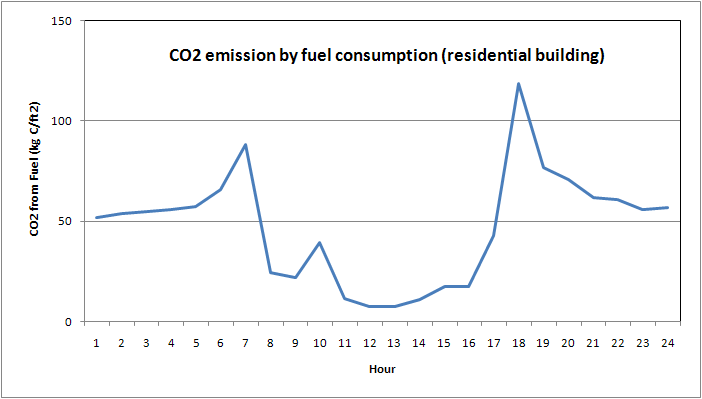 CO2 emission by fuel consumption (residential building)
150
100
50
0
CO2 from Fuel (kg C/ft2)
1 2 3 4 5 6 7 8 9 10 11 12 13 14 15 16 17 18 19 20 21 22 23 24
Hour